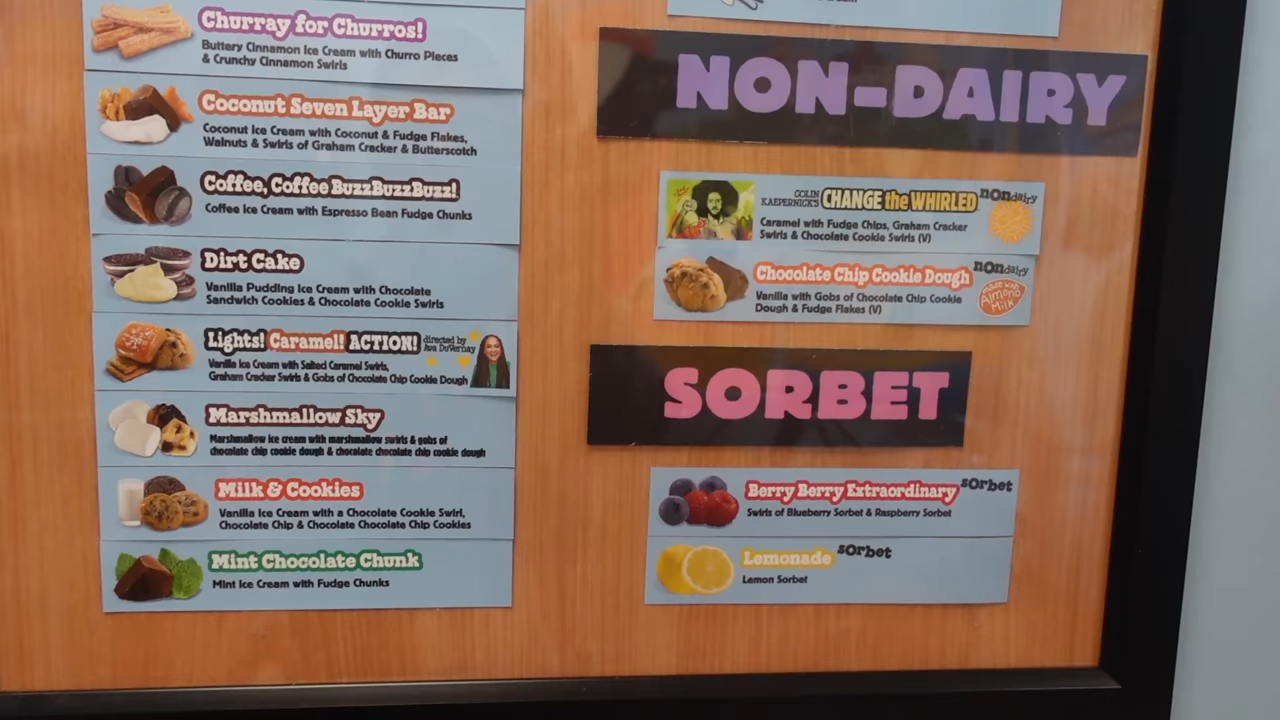 Churray for Churros!
Buttery Cinnamon Ice Cream with Churro Pieces
& Crunchy Cinnamon Swirls
Coconut Seven Layer Bar
Coconut Ice Cream with Coconut & Fudge Flakes,
Walnuts & Swirls of Graham Cracker & Butterscotch
Coffee, Coffee BuzzBuzzBuzz!
Coffee Ice Cream with Espresso Bean Fudge Chunks
Dirt Cake
Vanilla Pudding Ice Cream with Chocolate
Sandwich Cookies & Chocolate Cookie Swirls
Lights! Caramel! ACTION!
directed by
Ava DuVernay
Vanilla Ice Cream with Salted Caramel Swirls,
Graham Cracker Swirls & Gobs of Chocolate Chip Cookie Dough
Marshmallow Sky
Marshmallow ice cream with marshmallow swirls & gobs of
chocolate chip cookie dough & chocolate chocolate chip cookie dough
Milk & Cookies
Vanilla Ice Cream with a Chocolate Cookie Swirl,
Chocolate Chip & Chocolate Chocolate Chip Cookies
Mint Chocolate Chunk
Mint Ice Cream with Fudge Chunks
NON-DAIRY
COLIN
KAEPERNICK'S
CHANGE the WHIRLED
nOndairy
Caramel with Fudge Chips, Graham Cracker
Swirls & Chocolate Cookie Swirls (V)
Chocolate Chip Cookie Dough
nOndairy
Vanilla with Gobs of Chocolate Chip Cookie
Dough & Fudge Flakes (V)
made with
Almond
Milk
SORBET
Berry Berry Extraordinary
sOrbet
Swirls of Blueberry Sorbet & Raspberry Sorbet
Lemonade
sOrbet
Lemon Sorbet